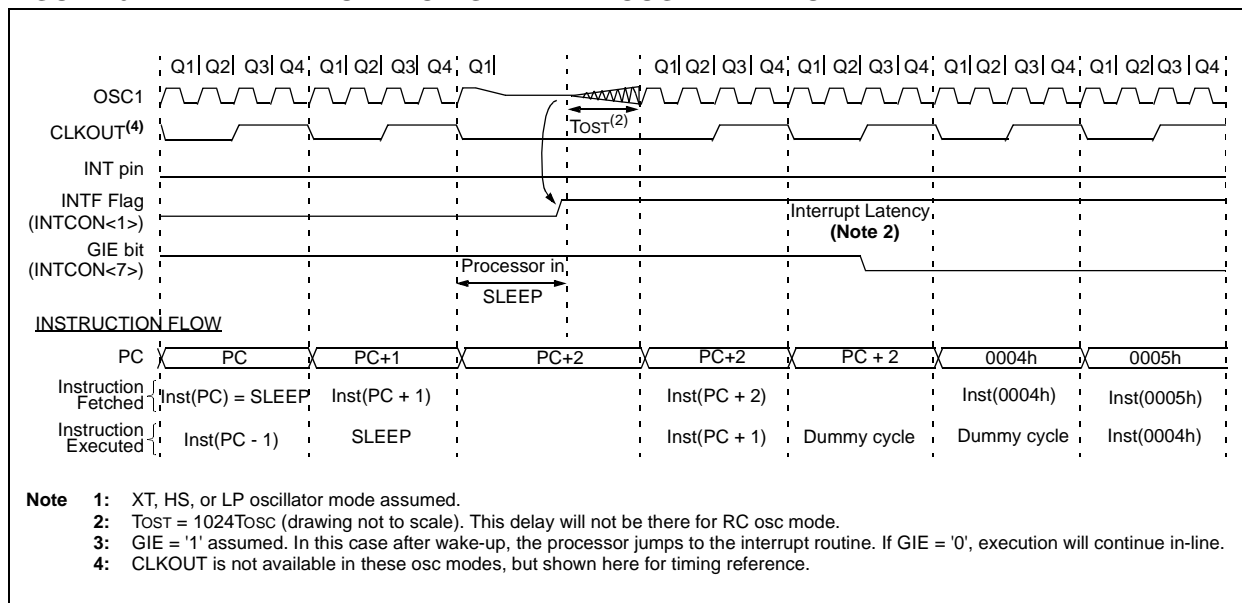 Q1 Q2 Q3 Q4 Q1 Q2 Q3 Q4 Q1 Q1 Q2 Q3 Q4 Q1 Q2 Q3 Q4 Q1 Q2 Q3 Q4 Q1 Q2 Q3 Q4
OSC1
TOST(2)
CLKOUT(4)
INT pin
INTF Flag
(INTCON<1>)
Interrupt Latency
(Note 2)
GIE bit
(INTCON<7>)
Processor in
SLEEP
INSTRUCTION FLOW
PC PC PC+1 PC+2 PC+2 PC + 2 0004h 0005h
Instruction
Fetched
Inst(PC) = SLEEP Inst(PC + 1) Inst(PC + 2) Inst(0004h) Inst(0005h)
Instruction
Executed
Inst(PC - 1) SLEEP Inst(PC + 1) Dummy cycle Dummy cycle Inst(0004h)
Note 1: XT, HS, or LP oscillator mode assumed.
2: TOST = 1024TOSC (drawing not to scale). This delay will not be there for RC osc mode.
3: GIE = '1' assumed. In this case after wake-up, the processor jumps to the interrupt routine. If GIE = '0', execution will continue in-line.
4: CLKOUT is not available in these osc modes, but shown here for timing reference.